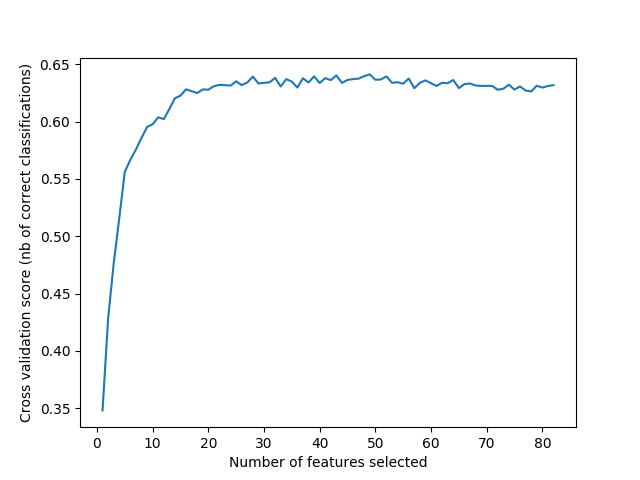 0.65
0.60
0.55
0.50
0.45
0.40
0.35
Cross validation score (nb of correct classifications)
0 10 20 30 40 50 60 70 80
Number of features selected